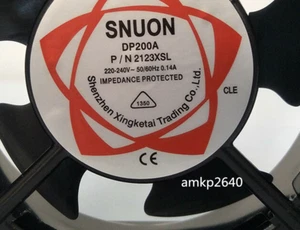 SNUON
DP200A
P / N 2123XSL
220-240V~ 50/60Hz 0.14A
IMPEDANCE PROTECTED
Shenzhen Xingketai Trading Co.,Ltd.
1350
CLE
CE
amkp2640